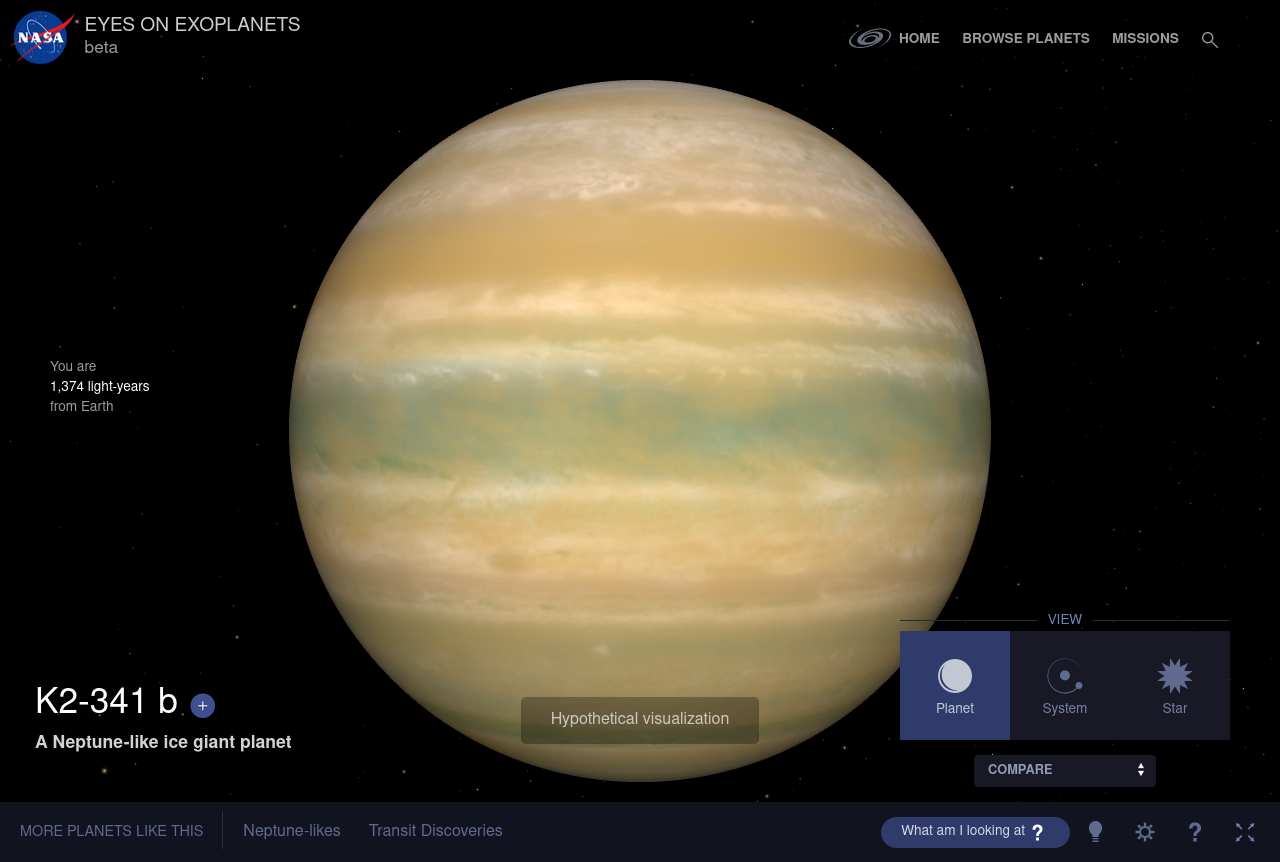 NASA
EYES ON EXOPLANETS
beta
HOME
BROWSE PLANETS
MISSIONS
You are
1,374 light-years
from Earth
K2-341 b +
A Neptune-like ice giant planet
Hypothetical visualization
VIEW
Planet
System
Star
COMPARE
MORE PLANETS LIKE THIS
Neptune-likes
Transit Discoveries
What am I looking at ?
?